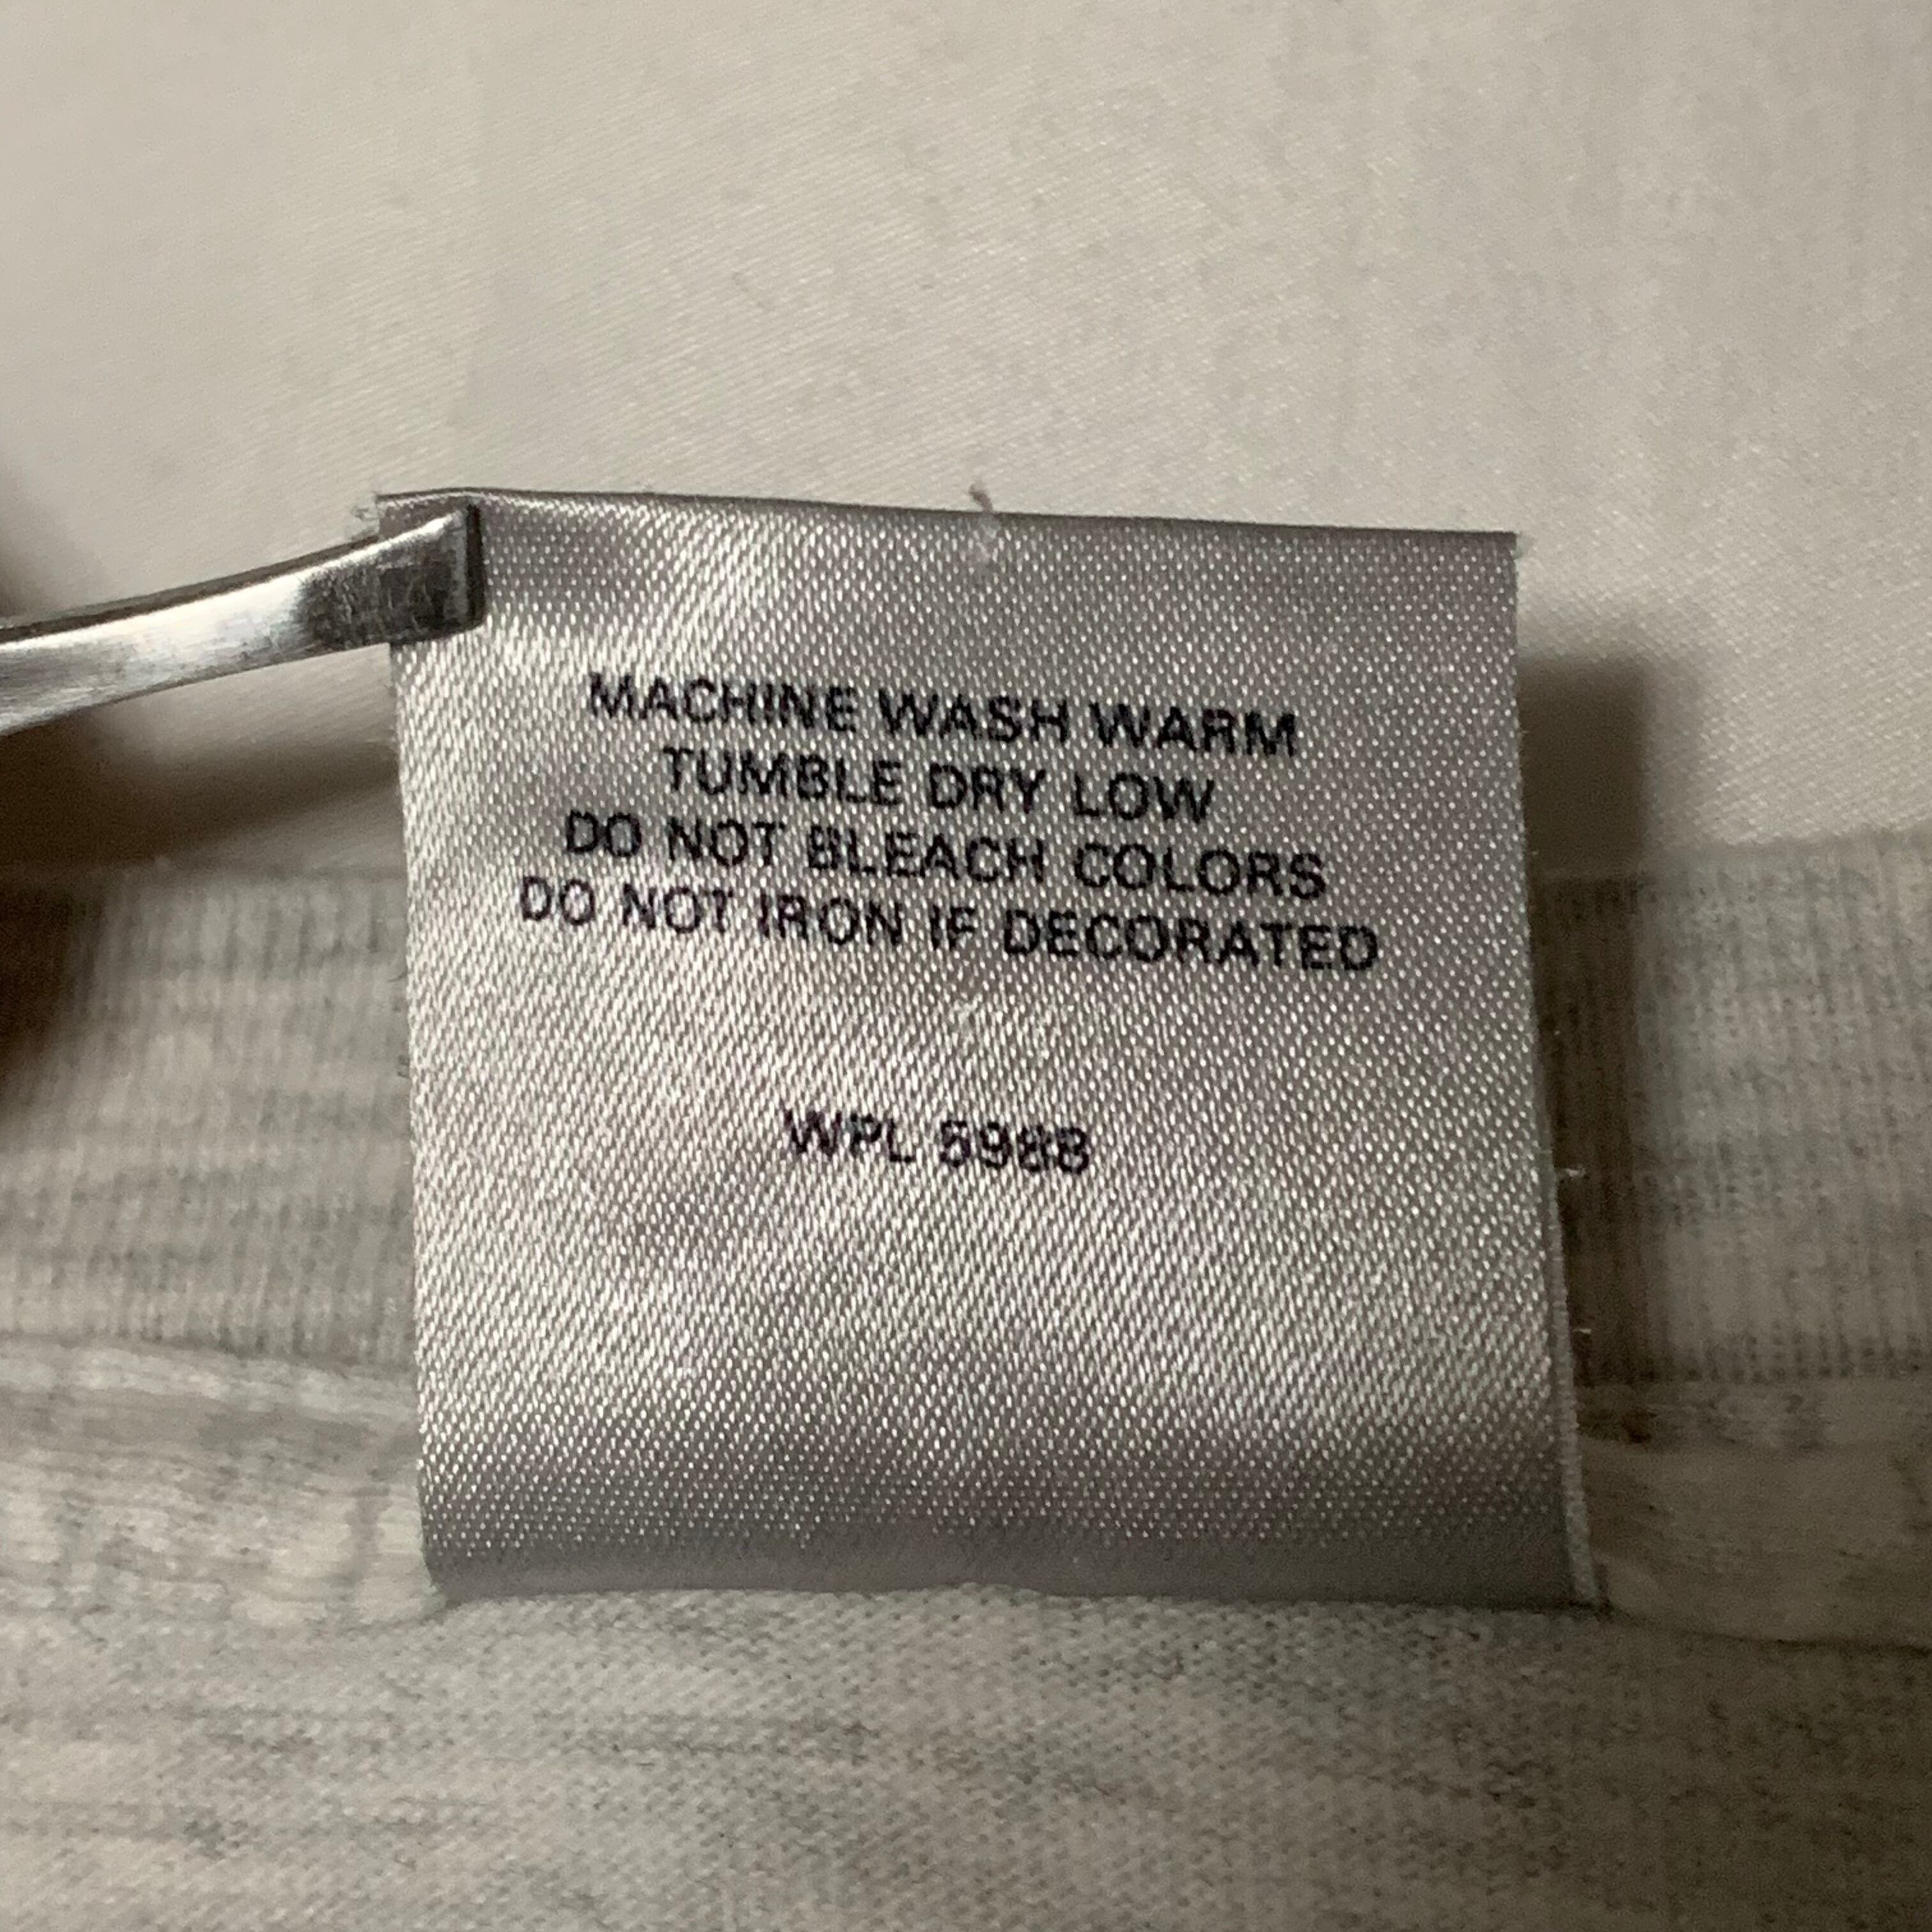 MACHINE WASH WARM
TUMBLE DRY LOW
DO NOT BLEACH COLORS
DO NOT IRON IF DECORATED
WPL 5988